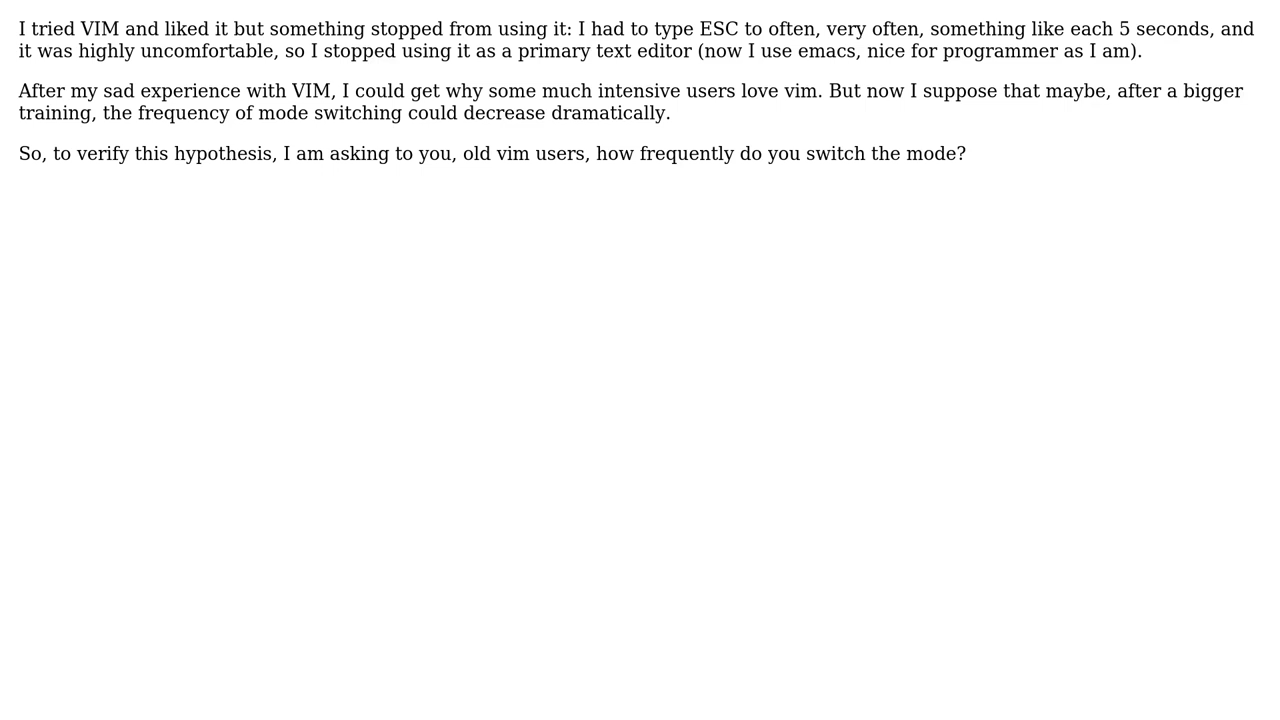 I tried VIM and liked it but something stopped from using it: I had to type ESC to often, very often, something like each 5 seconds, and
it was highly uncomfortable, so I stopped using it as a primary text editor (now I use emacs, nice for programmer as I am).
After my sad experience with VIM, I could get why some much intensive users love vim. But now I suppose that maybe, after a bigger
training, the frequency of mode switching could decrease dramatically.
So, to verify this hypothesis, I am asking to you, old vim users, how frequently do you switch the mode?